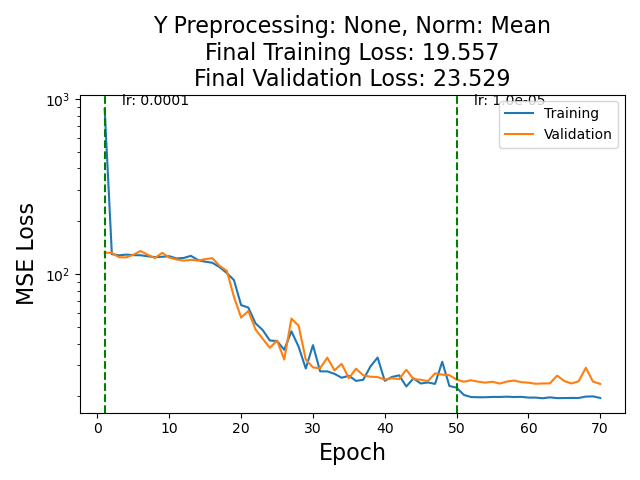 Y Preprocessing: None, Norm: Mean
Final Training Loss: 19.557
Final Validation Loss: 23.529
lr: 0.0001
lr: 1.0e-05
Training
Validation
10³
10²
MSE Loss
0 10 20 30 40 50 60 70
Epoch